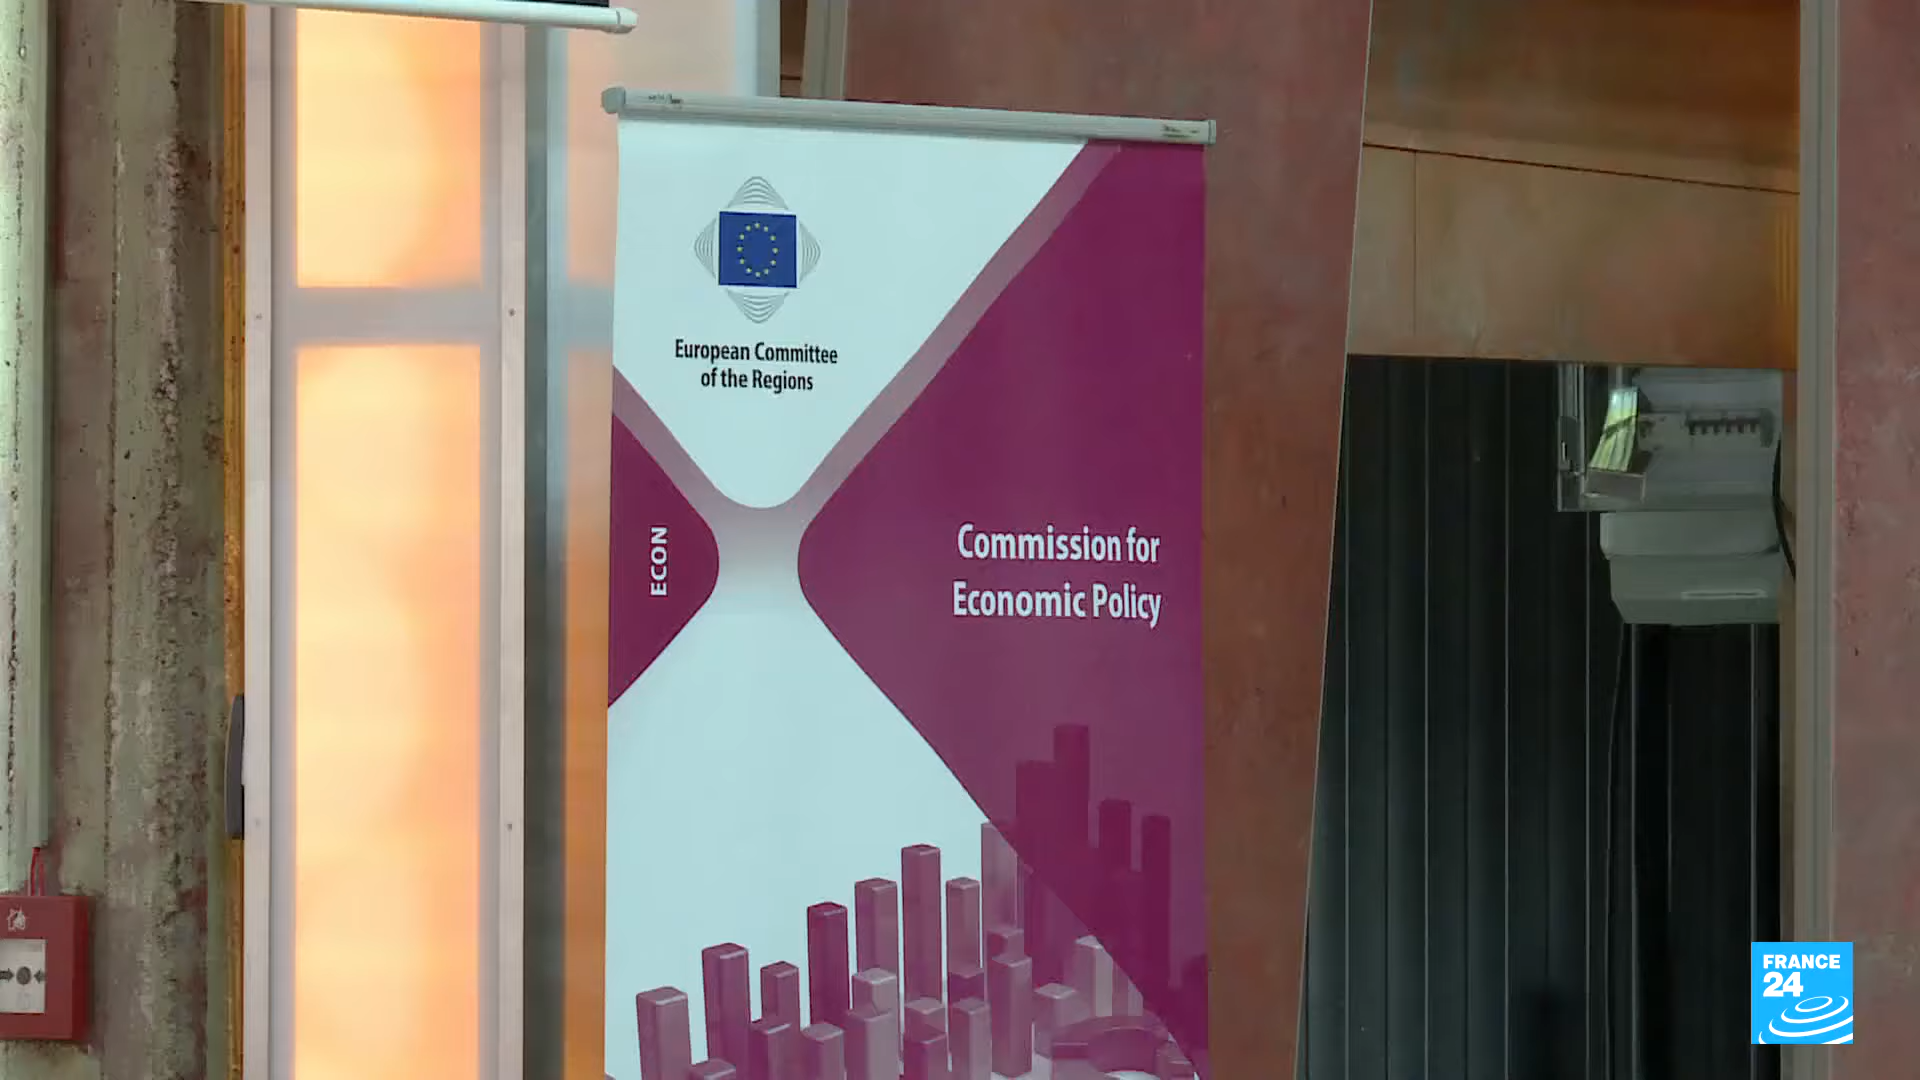 European Committee
of the Regions
ECON
Commission for
Economic Policy
FRANCE
24